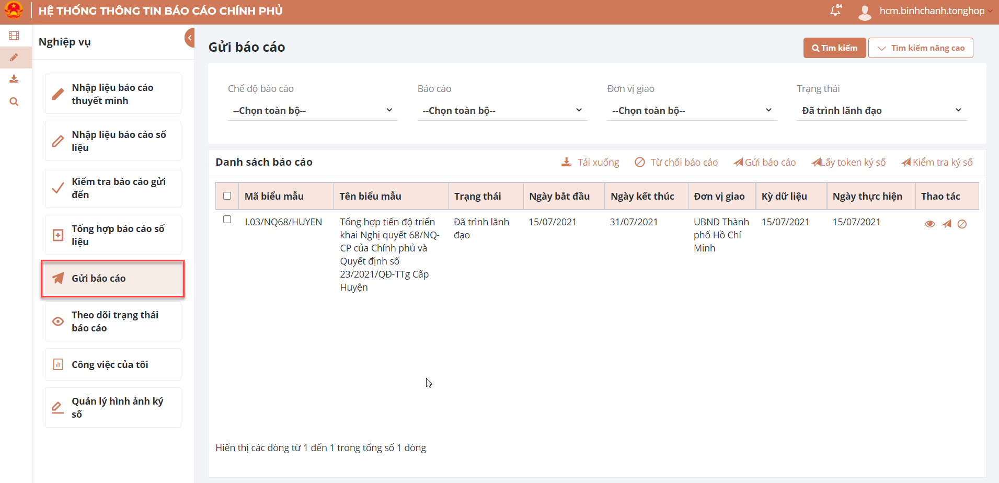 HỆ THỐNG THÔNG TIN BÁO CÁO CHÍNH PHỦ
84
hcm.binhchanh.tonghop
Nghiệp vụ
Nhập liệu báo cáo
thuyết minh
Nhập liệu báo cáo số
liệu
Kiểm tra báo cáo gửi
đến
Tổng hợp báo cáo số
liệu
Gửi báo cáo
Theo dõi trạng thái
báo cáo
Công việc của tôi
Quản lý hình ảnh ký
số
Gửi báo cáo
Tìm kiếm
Tìm kiếm nâng cao
Chế độ báo cáo
--Chọn toàn bộ--
Báo cáo
--Chọn toàn bộ--
Đơn vị giao
--Chọn toàn bộ--
Trạng thái
Đã trình lãnh đạo
Danh sách báo cáo
Tải xuống
Từ chối báo cáo
Gửi báo cáo
Lấy token ký số
Kiểm tra ký số
Mã biểu mẫu
Tên biểu mẫu
Trạng thái
Ngày bắt đầu
Ngày kết thúc
Đơn vị giao
Kỳ dữ liệu
Ngày thực hiện
Thao tác
I.03/NQ68/HUYEN
Tổng hợp tiến độ triển
khai Nghị quyết 68/NQ-
CP của Chính phủ và
Quyết định số
23/2021/QĐ-TTg Cấp
Huyện
Đã trình lãnh
đạo
15/07/2021
31/07/2021
UBND Thành
phố Hồ Chí
Minh
15/07/2021
15/07/2021
Hiển thị các dòng từ 1 đến 1 trong tổng số 1 dòng